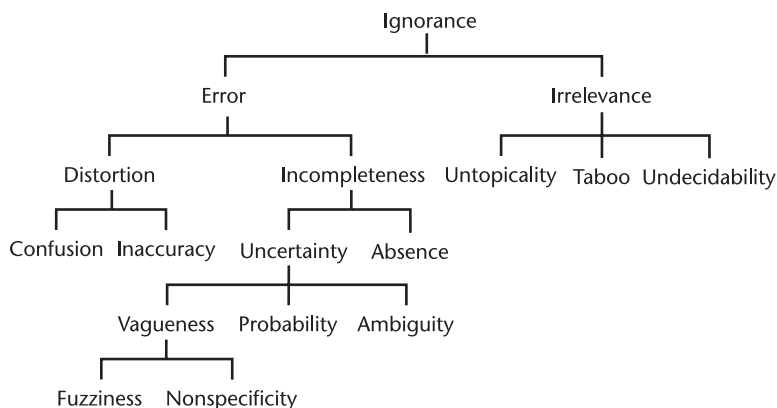 Ignorance
Error Irrelevance
Distortion Incompleteness Untopicality Taboo Undecidability
Confusion Inaccuracy Uncertainty Absence
Vagueness Probability Ambiguity
Fuzziness Nonspecificity